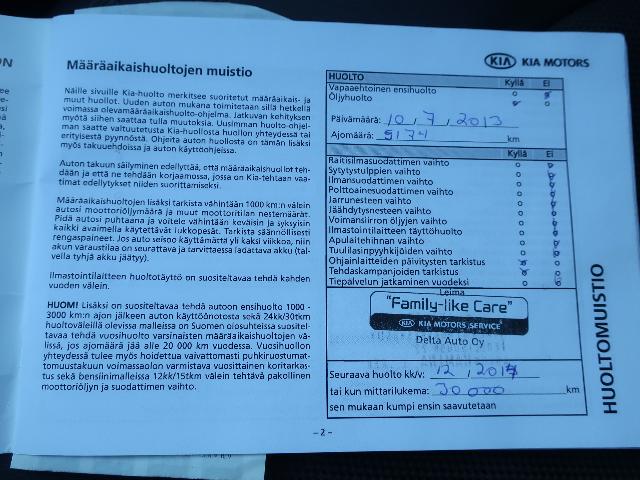 ON
Määräaikaishuoltojen muistio
Näille sivuille Kia-huolto merkitsee suoritetut määräaikais- ja
muut huollot. Uuden auton mukana toimitetaan sillä hetkellä
voimassa olevamääräaikaishuolto-ohjelma. Jatkuvan kehityksen
myötä siihen saattaa tulla muutoksia. Uusimman huolto-ohjel-
man saatte valtuutetusta Kia-huollosta huollon yhteydessä tai
erityisestä pyynnöstä. Ohjeita auton huollosta on tämän lisäksi
myös takuuehdoissa ja auton käyttöohjeissa.
Auton takuun säilyminen edellyttää, että määräaikaishuollot teh-
dään ja että ne tehdään korjaamossa, jossa on Kia-tehtaan vaa-
timat edellytykset niiden suorittamiseksi.
Määräaikaishuoltojen lisäksi tarkista vähintään 1000 km:n välein
autosi moottoriöljymäärä ja muut moottoritilan nestemäärät.
Pidä autosi puhtaana ja voitele vähintään keväisin ja syksyisin
kaikki avaimella käytettävät lukkopesät. Tarkista säännöllisesti
rengaspaineet. Jos auto seisoo käyttämättä yli kaksi viikkoa, niin
akun varaustilaa on seurattava ja tarvittaessa ladattava akku (tal-
vella tyhjä akku jäätyy).
Ilmastointilaitteen huoltotäyttö on suositeltavaa tehdä kahden
vuoden välein.
HUOM! Lisäksi on suositeltavaa tehdä autoon ensihuolto 1000 -
3000 km:n ajon jälkeen auton käyttöönotosta sekä 24kk/30tkm
huoltoväleillä olevissa malleissa on Suomen olosuhteissa suositel-
tavaa tehdä vuosihuolto varsinaisten määräaikaishuoltojen vä-
lissä, jos ajomäärä jää alle 20 000 km vuodessa. Vuosihuollon
yhteydessä tulee myös hoidettua vaivattomasti puhkiruostumat-
tomuustakuun voimassaolon varmistava vuosittainen koritarkas-
tus sekä bensiinimalleissa 12kk/15tkm välein tehtävä pakollinen
moottoriöljyn ja suodattimen vaihto.
KIA KIA MOTORS
HUOLTO Kyllä Ei
Vapaaehtoinen ensihuolto
Öljyhuolto
Päivämäärä: 10, 7, 2013
Ajomäärä: 9174 km
Kyllä Ei
Raitisilmasuodattimen vaihto
Sytytystulppien vaihto
Ilmansuodattimen vaihto
Polttoainesuodattimen vaihto
Jarrunesteen vaihto
Jäähdytysnesteen vaihto
Voimansiirron öljyjen vaihto
Ilmastointilaitteen täyttöhuolto
Apulaitehihnan vaihto
Tuulilasinpyyhkijöiden vaihto
Ohjainlaitteiden päivitysten tarkistus
Tehdaskampanjoiden tarkistus
Tiepalvelun jatkaminen vuodeksi
Leima
"Family-like Care"
KIA KIA MOTORS SERVICE
Delta Auto Oy
Seuraava huolto kk/v: 12, 2014
tai kun mittarilukema: 30 000 km
sen mukaan kumpi ensin saavutetaan
HUOLTOMUISTIO
- 2 -